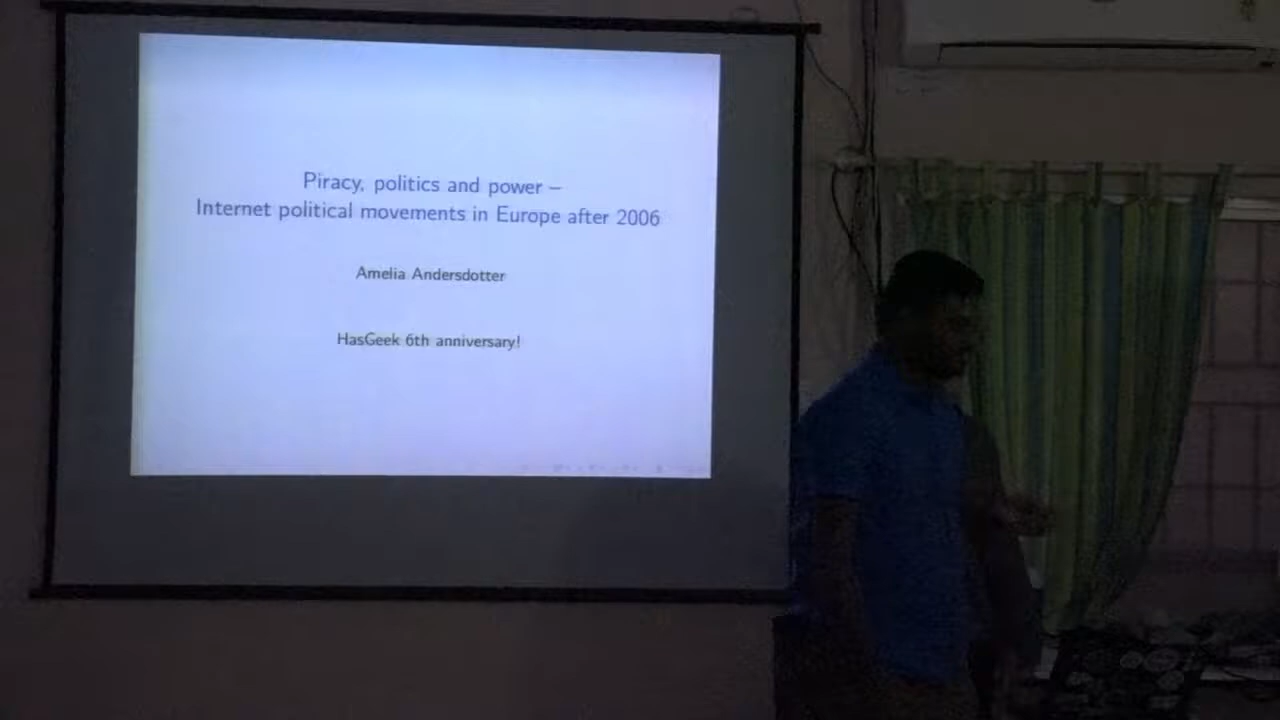 Piracy, politics and power –
Internet political movements in Europe after 2006
Amelia Andersdotter
HasGeek 6th anniversary!